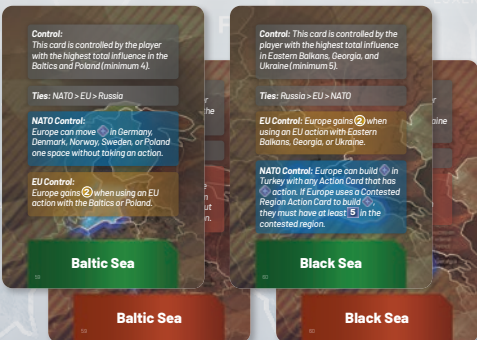 Control:
This card is controlled by the player
with the highest total influence in the
Baltics and Poland (minimum 4).
Ties: NATO > EU > Russia
NATO Control:
Europe can move in Germany,
Denmark, Norway, Sweden, or Poland
one space without taking an action.
EU Control:
Europe gains 2 when using an EU
action with the Baltics or Poland.
Baltic Sea
Baltic Sea
Control: This card is controlled by the
player with the highest total influence
in Eastern Balkans, Georgia, and
Ukraine (minimum 5).
Ties: Russia > EU > NATO
EU Control: Europe gains 2 when
using an EU action with Eastern
Balkans, Georgia, or Ukraine.
NATO Control: Europe can build in
Turkey with any Action Card that has
action. If Europe uses a Contested
Region Action Card to build ,
they must have at least 5 in the
contested region.
Black Sea
Black Sea